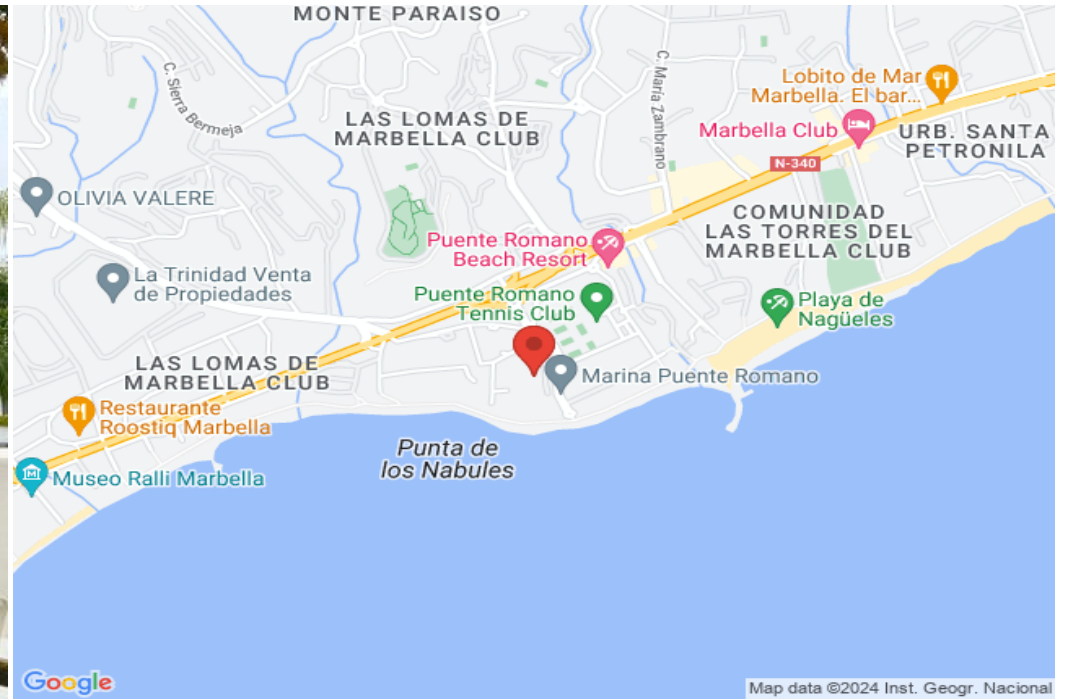 MONTE PARAISO
C. Sierra Bermeja
C. María Zambrano
Lobito de Mar
Marbella. El bar...
LAS LOMAS DE
MARBELLA CLUB
Marbella Club
URB. SANTA
PETRONILA
N-340
OLIVIA VALERE
COMUNIDAD
LAS TORRES DEL
MARBELLA CLUB
Puente Romano
Beach Resort
La Trinidad Venta
de Propiedades
Puente Romano
Tennis Club
Playa de
Nagüeles
LAS LOMAS DE
MARBELLA CLUB
Marina Puente Romano
Restaurante
Roostiq Marbella
Punta de
los Nabules
Museo Ralli Marbella
Google
Map data ©2024 Inst. Geogr. Nacional